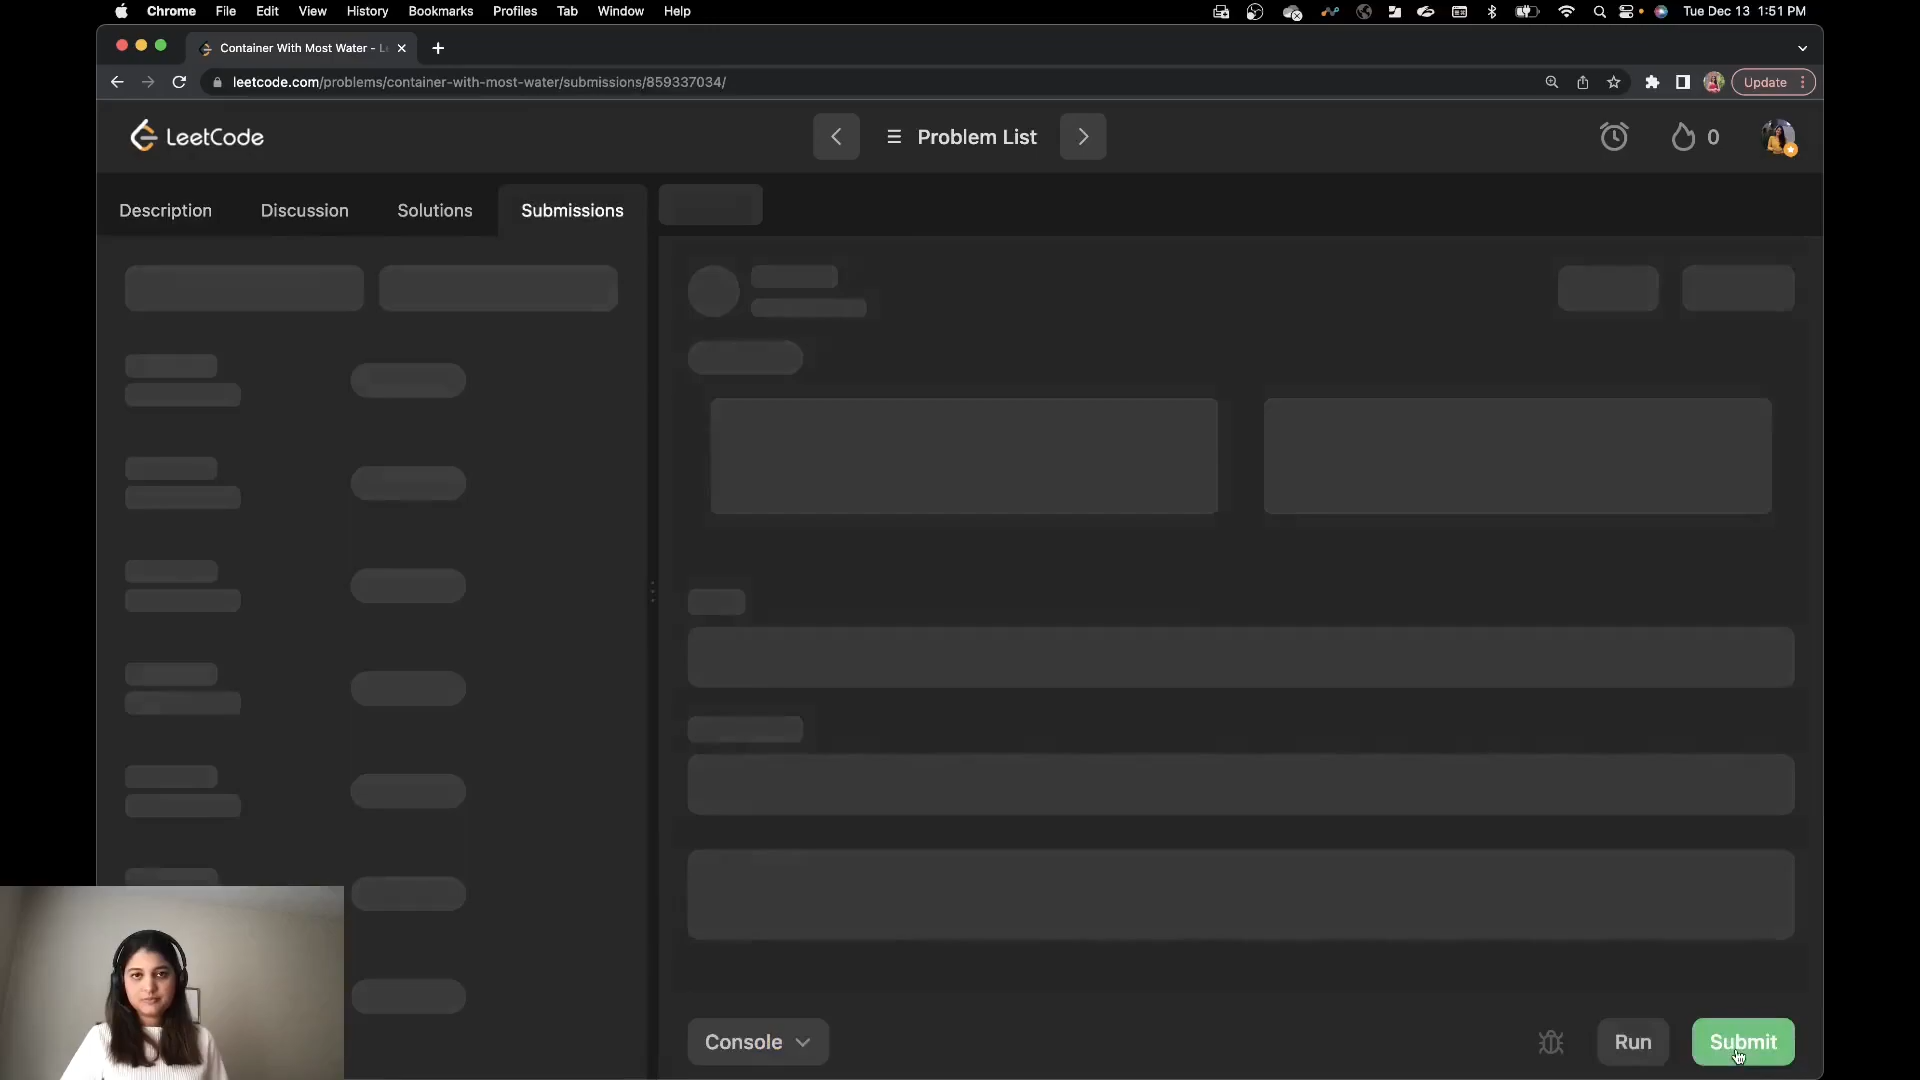 Chrome File Edit View History Bookmarks Profiles Tab Window Help Tue Dec 13 1:51 PM
Container With Most Water - L
leetcode.com/problems/container-with-most-water/submissions/859337034/ Update
LeetCode Problem List 0
Description Discussion Solutions Submissions
Console Run Submit